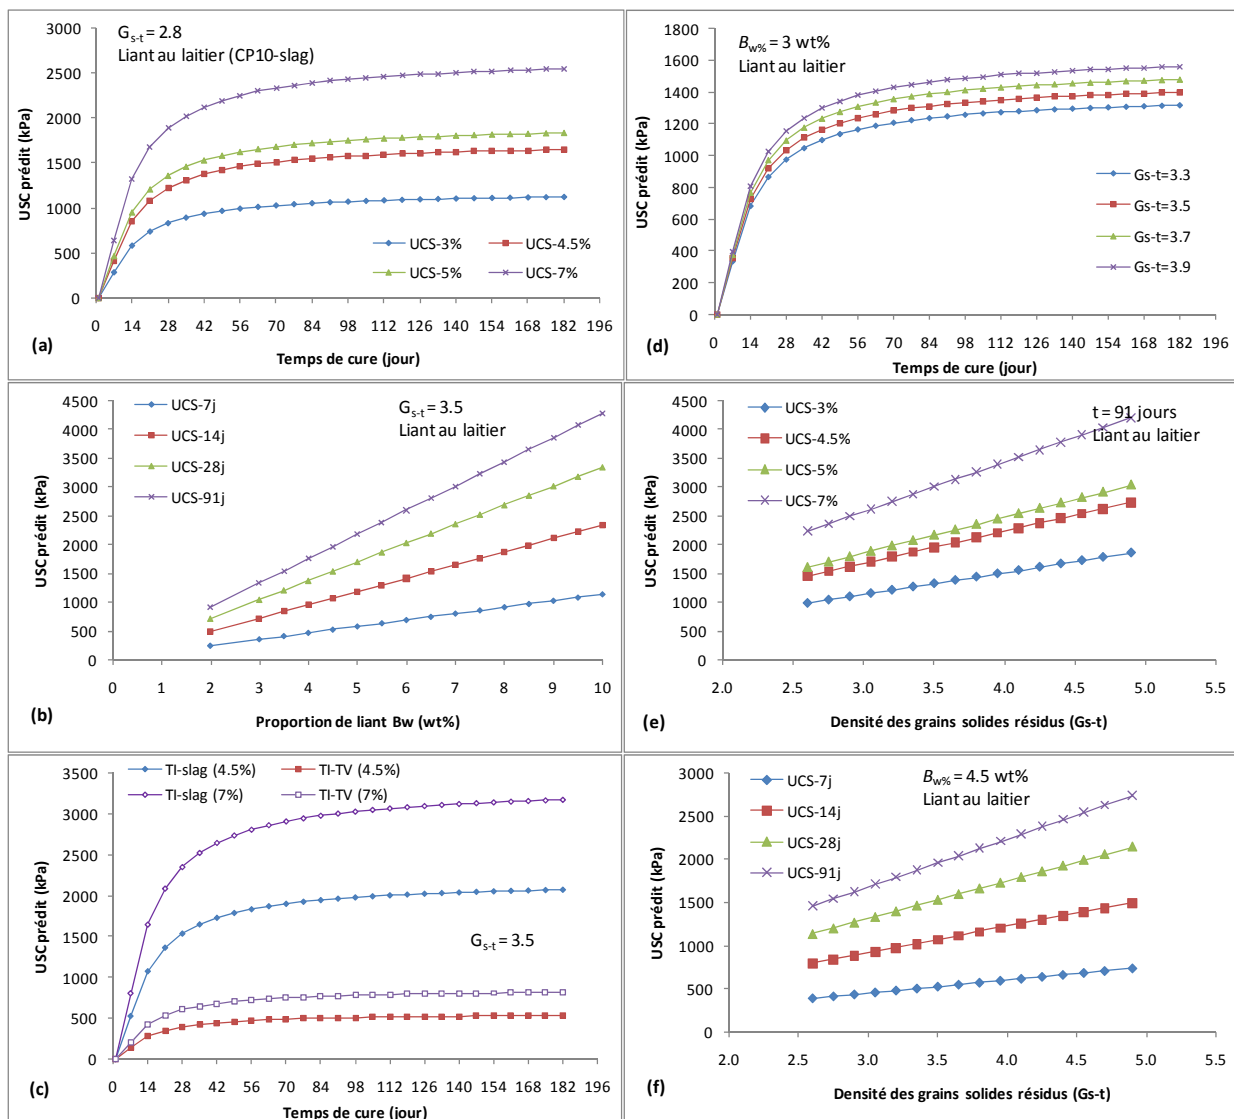 G_{s-t} = 2.8
Liant au laitier (CP10-slag)
USC prédit (kPa)
3000
2500
2000
1500
1000
500
0
UCS-3%
UCS-4.5%
UCS-5%
UCS-7%
0 14 28 42 56 70 84 98 112 126 140 154 168 182 196
(a)
Temps de cure (jour)
B_{w%} = 3 wt%
Liant au laitier
USC prédit (kPa)
1800
1600
1400
1200
1000
800
600
400
200
0
Gs-t=3.3
Gs-t=3.5
Gs-t=3.7
Gs-t=3.9
0 14 28 42 56 70 84 98 112 126 140 154 168 182 196
(d)
Temps de cure (jour)
UCS-7j
UCS-14j
UCS-28j
UCS-91j
G_{s-t} = 3.5
Liant au laitier
USC prédit (kPa)
4500
4000
3500
3000
2500
2000
1500
1000
500
0
0 1 2 3 4 5 6 7 8 9 10
(b)
Proportion de liant Bw (wt%)
UCS-3%
UCS-4.5%
UCS-5%
UCS-7%
t = 91 jours
Liant au laitier
USC prédit (kPa)
4500
4000
3500
3000
2500
2000
1500
1000
500
0
2.0 2.5 3.0 3.5 4.0 4.5 5.0 5.5
(e)
Densité des grains solides résidus (Gs-t)
TI-slag (4.5%)
TI-TV (4.5%)
TI-slag (7%)
TI-TV (7%)
USC prédit (kPa)
3500
3000
2500
2000
1500
1000
500
0
G_{s-t} = 3.5
0 14 28 42 56 70 84 98 112 126 140 154 168 182 196
(c)
Temps de cure (jour)
UCS-7j
UCS-14j
UCS-28j
UCS-91j
B_{w%} = 4.5 wt%
Liant au laitier
USC prédit (kPa)
3000
2500
2000
1500
1000
500
0
2.0 2.5 3.0 3.5 4.0 4.5 5.0 5.5
(f)
Densité des grains solides résidus (Gs-t)